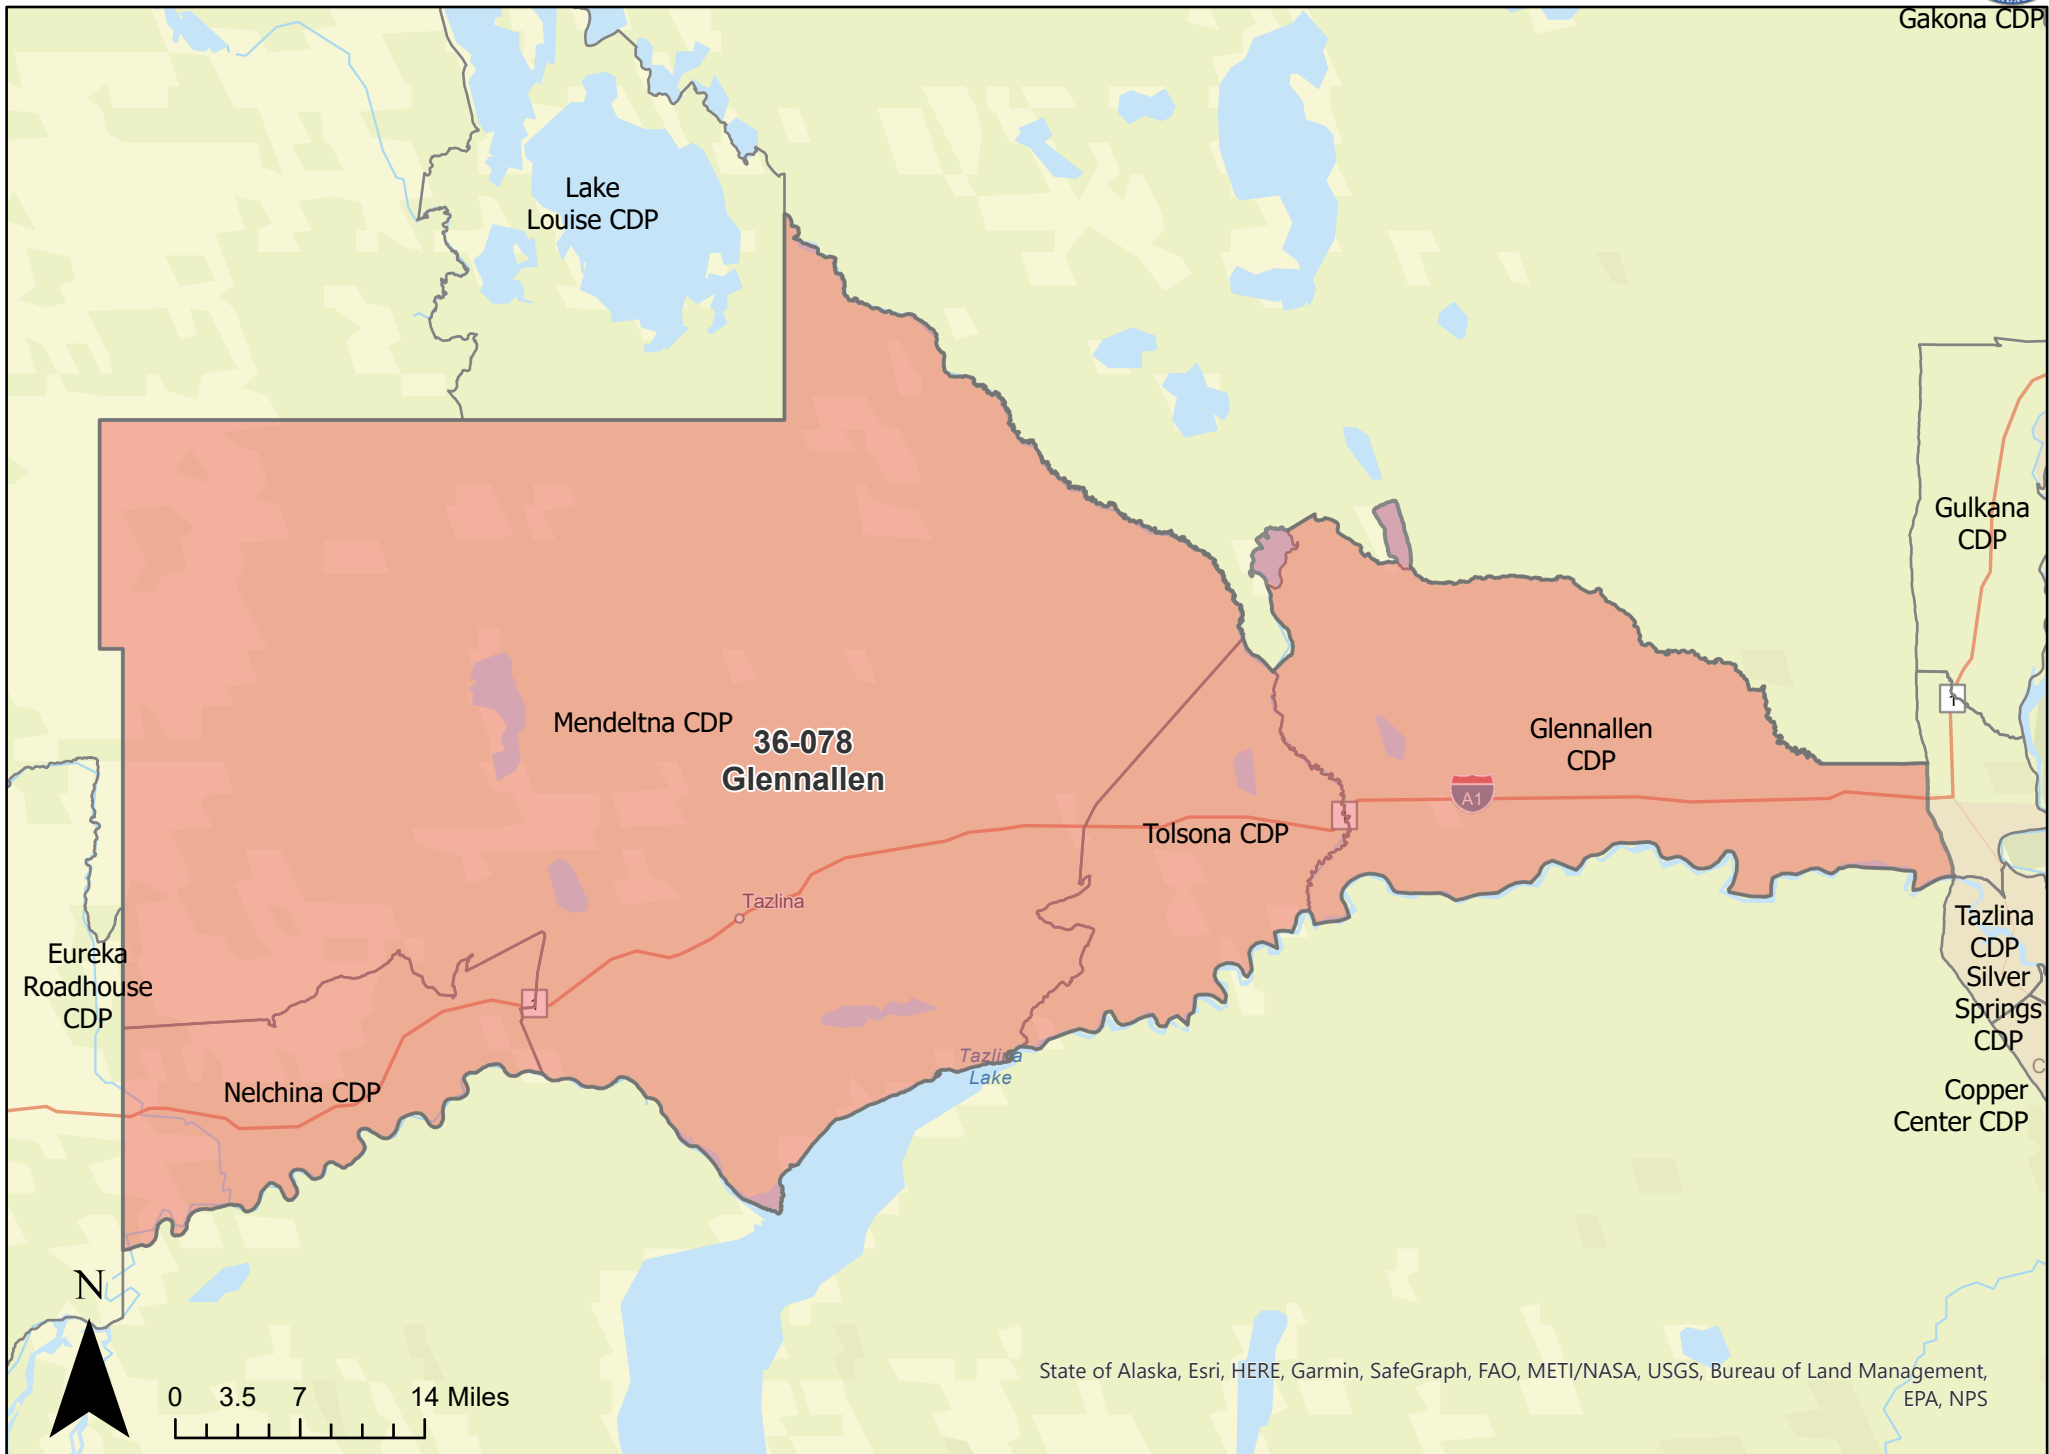 Gakona CDP
Lake
Louise CDP
Gulkana
CDP
1
Mendeltna CDP
36-078
Glennallen
Glennallen
CDP
A1
Tolsona CDP
Tazlina
Tazlina
CDP
Eureka
Roadhouse
CDP
1
Silver
Springs
CDP
Tazlina
Lake
Nelchina CDP
Copper
Center CDP
N
0 3.5 7 14 Miles
State of Alaska, Esri, HERE, Garmin, SafeGraph, FAO, METI/NASA, USGS, Bureau of Land Management,
EPA, NPS